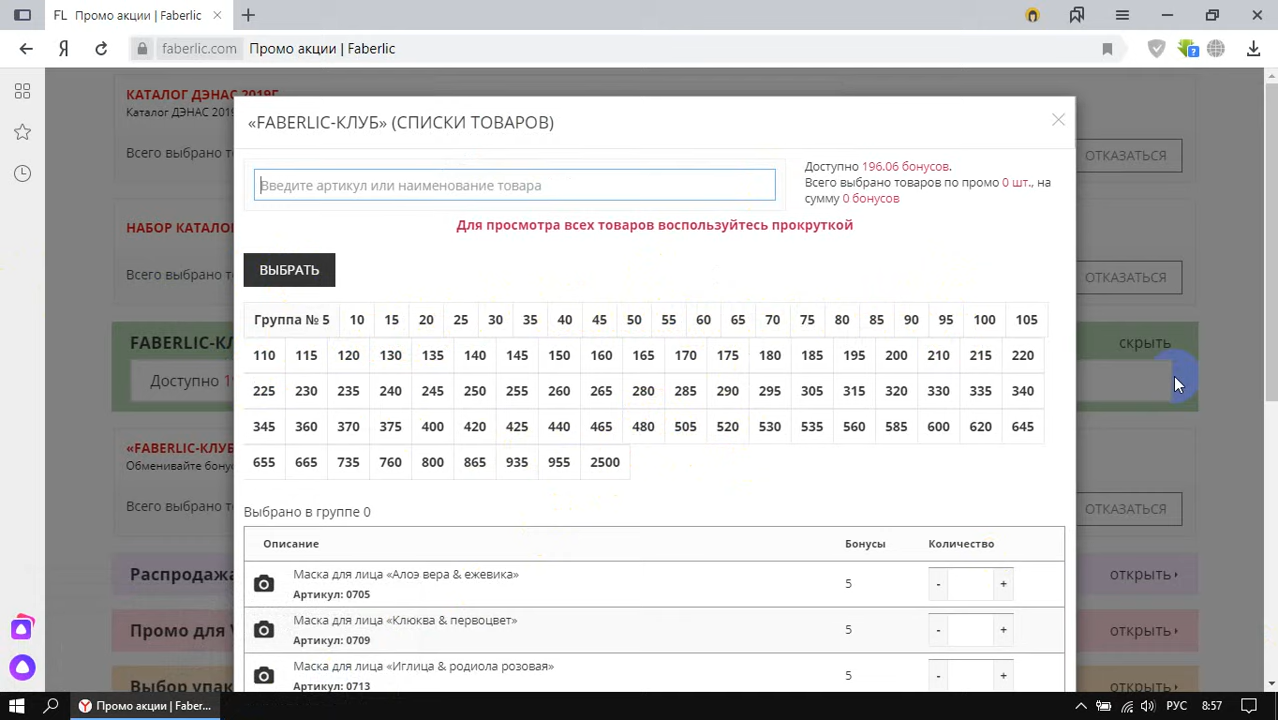 FL Промо акции | Faberlic
Я faberlic.com Промо акции | Faberlic
КАТАЛОГ ДЭНАС 2019Г
Каталог ДЭНАС 2019
Всего выбрано т
ОТКАЗАТЬСЯ
НАБОР КАТАЛО
Всего выбрано т
ОТКАЗАТЬСЯ
FABERLIC-КЛ
скрыть
Доступно 1
«FABERLIC-КЛУБ
Обменивайте бону
Всего выбрано т
ОТКАЗАТЬСЯ
Распродажа
открыть
Промо для V
открыть
Выбор упак
открыть
«FABERLIC-КЛУБ» (СПИСКИ ТОВАРОВ)
Введите артикул или наименование товара
Доступно 196.06 бонусов.
Всего выбрано товаров по промо 0 шт., на
сумму 0 бонусов
Для просмотра всех товаров воспользуйтесь прокруткой
ВЫБРАТЬ
Группа № 5 10 15 20 25 30 35 40 45 50 55 60 65 70 75 80 85 90 95 100 105
110 115 120 130 135 140 145 150 160 165 170 175 180 185 195 200 210 215 220
225 230 235 240 245 250 255 260 265 280 285 290 295 305 315 320 330 335 340
345 360 370 375 400 420 425 440 465 480 505 520 530 535 560 585 600 620 645
655 665 735 760 800 865 935 955 2500
Выбрано в группе 0
Описание Бонусы Количество
Маска для лица «Алоэ вера & ежевика»
Артикул: 0705
5 - +
Маска для лица «Клюква & первоцвет»
Артикул: 0709
5 - +
Маска для лица «Иглица & родиола розовая»
Артикул: 0713
5 - +
Промо акции | Faber...
РУС 8:57